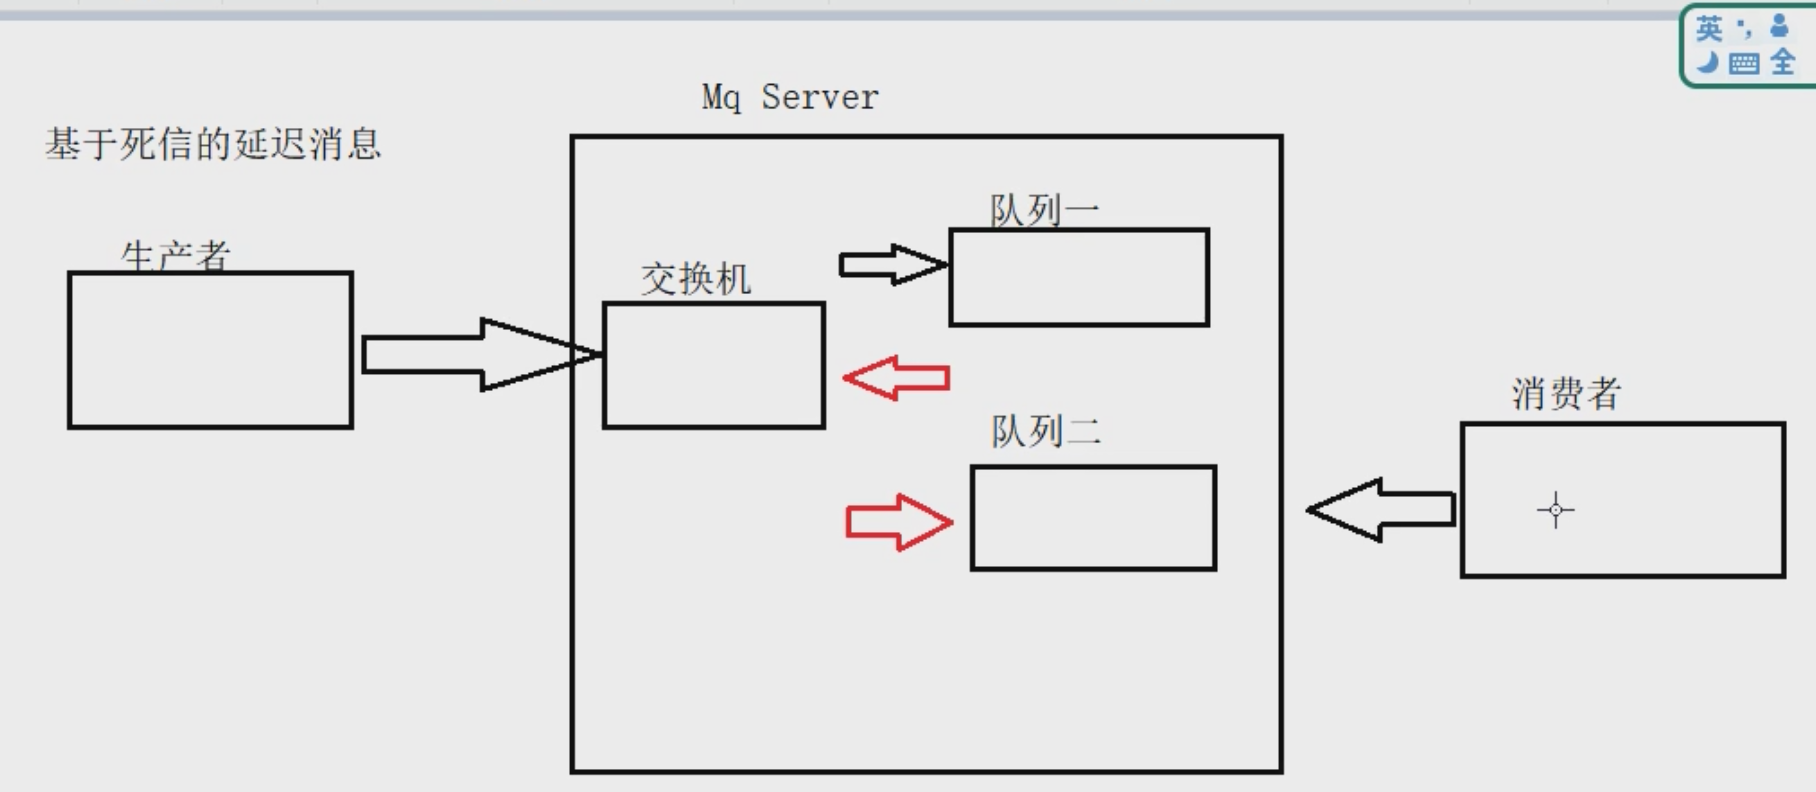 英
全
Mq Server
基于死信的延迟消息
队列一
生产者
交换机
消费者
队列二